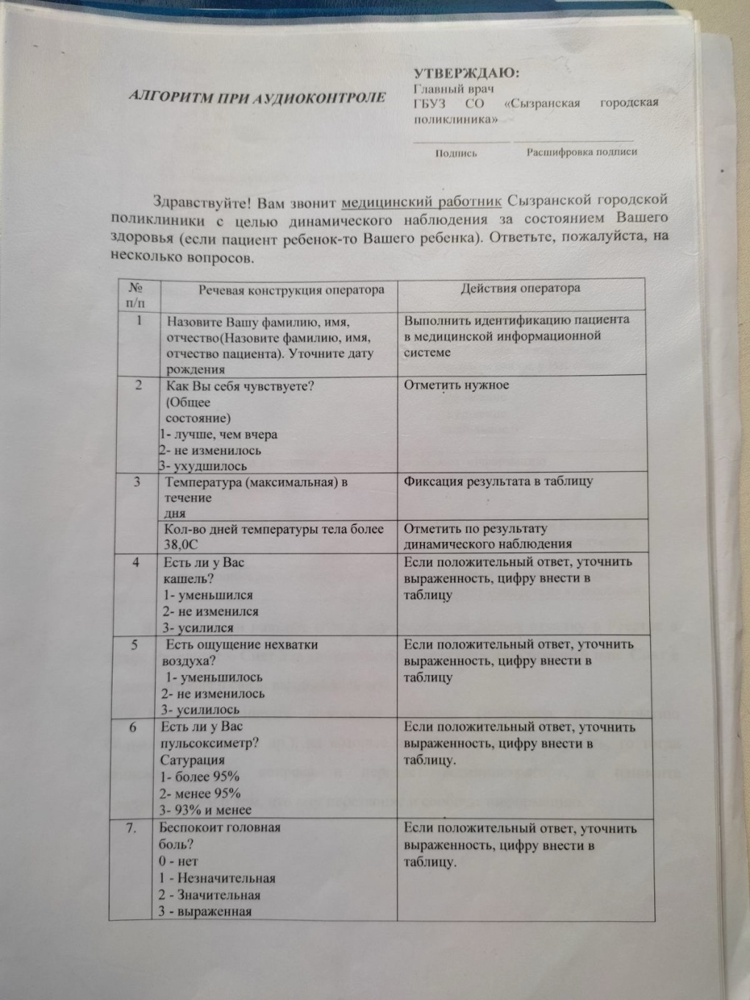 АЛГОРИТМ ПРИ АУДИОКОНТРОЛЕ
УТВЕРЖДАЮ:
Главный врач
ГБУЗ СО «Сызранская городская
поликлиника»
Подпись Расшифровка подписи
Здравствуйте! Вам звонит медицинский работник Сызранской городской
поликлиники с целью динамического наблюдения за состоянием Вашего
здоровья (если пациент ребенок-то Вашего ребенка). Ответьте, пожалуйста, на
несколько вопросов.
№
п/п
Речевая конструкция оператора
Действия оператора
1
Назовите Вашу фамилию, имя,
отчество(Назовите фамилию, имя,
отчество пациента). Уточните дату
рождения
Выполнить идентификацию пациента
в медицинской информационной
системе
2
Как Вы себя чувствуете?
(Общее
состояние)
1- лучше, чем вчера
2- не изменилось
3- ухудшилось
Отметить нужное
3
Температура (максимальная) в
течение
дня
Фиксация результата в таблицу
Кол-во дней температуры тела более
38,0С
Отметить по результату
динамического наблюдения
4
Есть ли у Вас
кашель?
1- уменьшился
2- не изменился
3- усилился
Если положительный ответ, уточнить
выраженность, цифру внести в
таблицу
5
Есть ощущение нехватки
воздуха?
1- уменьшилось
2- не изменилось
3- усилилось
Если положительный ответ, уточнить
выраженность, цифру внести в
таблицу
6
Есть ли у Вас
пульсоксиметр?
Сатурация
1- более 95%
2- менее 95%
3- 93% и менее
Если положительный ответ, уточнить
выраженность, цифру внести в
таблицу.
7.
Беспокоит головная
боль?
0 - нет
1 - Незначительная
2 - Значительная
3 - выраженная
Если положительный ответ, уточнить
выраженность, цифру внести в
таблицу.